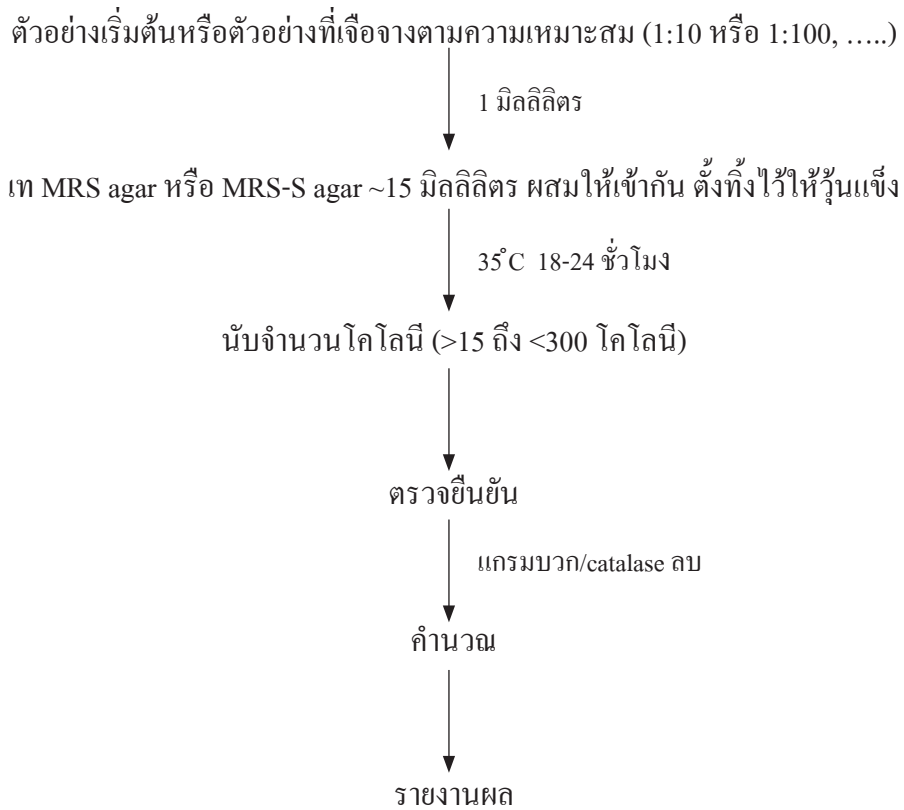 ตัวอย่างเริ่มต้นหรือตัวอย่างที่เจือจางตามความเหมาะสม (1:10 หรือ 1:100, …..)
1 มิลลิลิตร
เท MRS agar หรือ MRS-S agar ~15 มิลลิลิตร ผสมให้เข้ากัน ตั้งทิ้งไว้ให้วุ้นแข็ง
35°C 18-24 ชั่วโมง
นับจำนวนโคโลนี (>15 ถึง <300 โคโลนี)
ตรวจยืนยัน
แกรมบวก/catalase ลบ
คำนวณ
รายงานผล